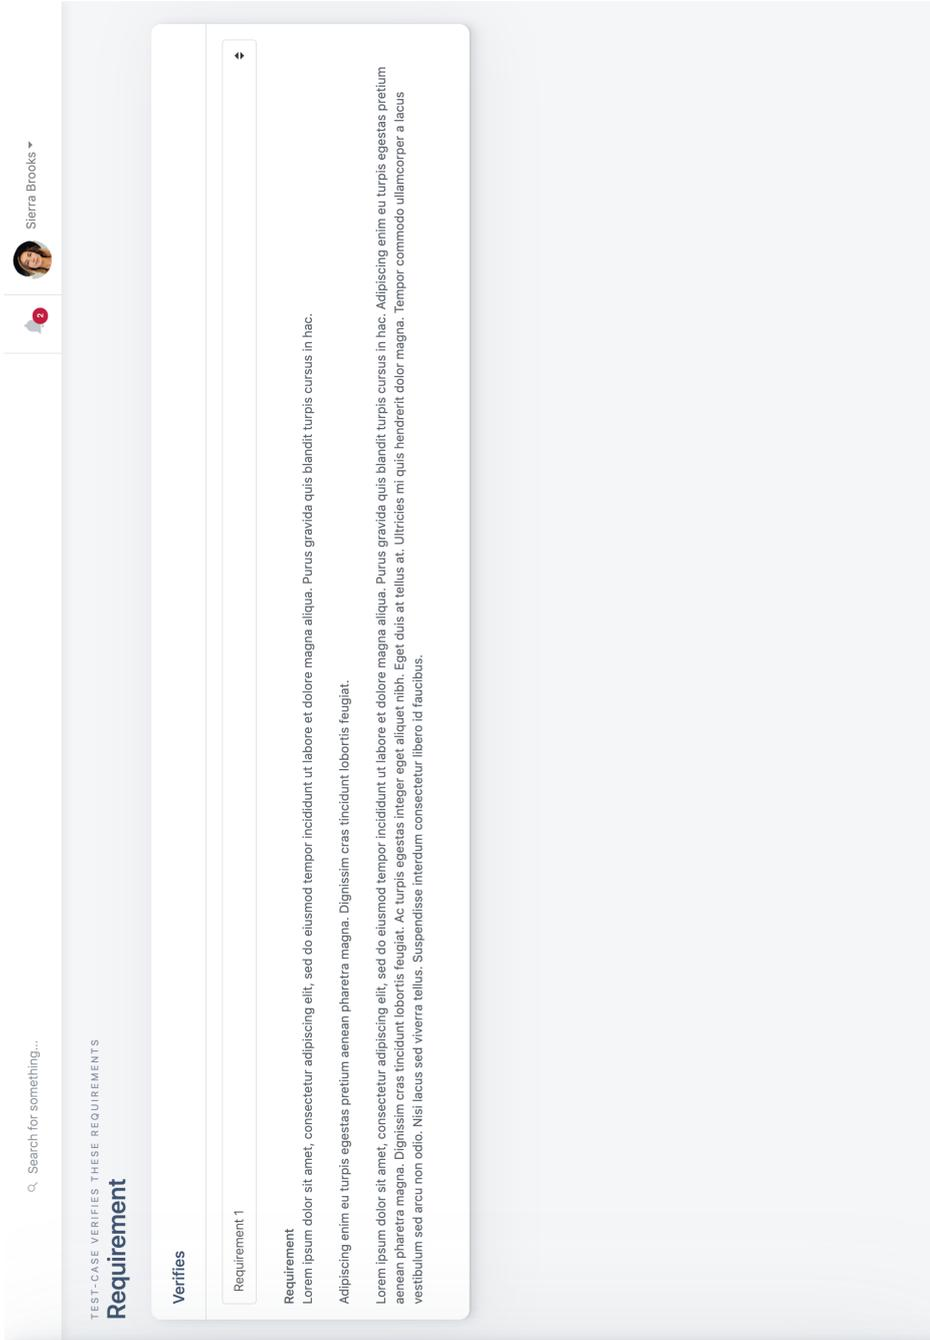 Search for something...
2
Sierra Brooks
TEST-CASE VERIFIES THESE REQUIREMENTS
Requirement
Verifies
Requirement 1
Requirement
Lorem ipsum dolor sit amet, consectetur adipiscing elit, sed do eiusmod tempor incididunt ut labore et dolore magna aliqua. Purus gravida quis blandit turpis cursus in hac.
Adipiscing enim eu turpis egestas pretium aenean pharetra magna. Dignissim cras tincidunt lobortis feugiat.
Lorem ipsum dolor sit amet, consectetur adipiscing elit, sed do eiusmod tempor incididunt ut labore et dolore magna aliqua. Purus gravida quis blandit turpis cursus in hac. Adipiscing enim eu turpis egestas pretium
aenean pharetra magna. Dignissim cras tincidunt lobortis feugiat. Ac turpis egestas integer eget aliquet nibh. Eget duis at tellus at. Ultricies mi quis hendrerit dolor magna. Tempor commodo ullamcorper a lacus
vestibulum sed arcu non odio. Nisi lacus sed viverra tellus. Suspendisse interdum consectetur libero id faucibus.